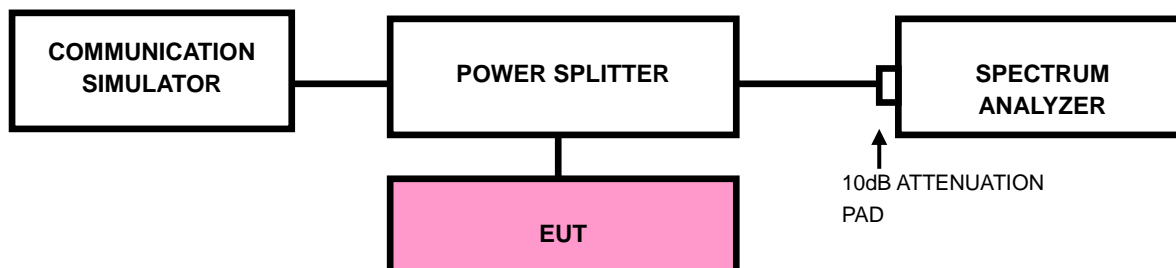 COMMUNICATION
SIMULATOR
POWER SPLITTER
SPECTRUM
ANALYZER
10dB ATTENUATION
PAD
EUT